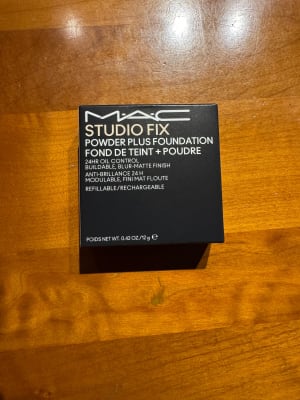 MAC
STUDIO FIX
POWDER PLUS FOUNDATION
FOND DE TEINT + POUDRE
24HR OIL CONTROL
BUILDABLE, BLUR-MATTE FINISH
ANTI-BRILLANCE 24 H
MODULABLE, FINI MAT FLOUTÉ
REFILLABLE/RECHARGEABLE
POIDS NET WT. 0.42 OZ/12 g ℮